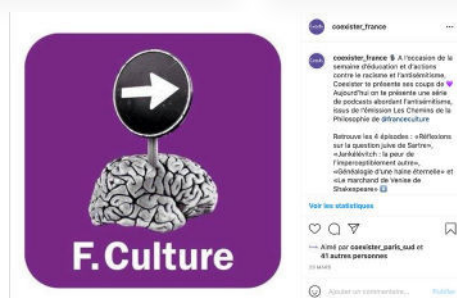 F.Culture
coexister_france
coexister_france 🎙 A l'occasion de la
semaine d'éducation et d'actions
contre le racisme et l'antisémitisme,
Coexister te présente ses coups de 💜
Aujourd'hui on te présente une série
de podcasts abordant l'antisémitisme,
issus de l'émission Les Chemins de la
Philosophie de @franceculture
Retrouve les 4 épisodes : «Réflexions
sur la question juive de Sartre»,
«Jankélévitch : la peur de
l'imperceptiblement autre»,
«Généalogie d'une haine éternelle» et
«Le marchand de Venise de
Shakespeare» ⬇️
Voir les statistiques
Aimé par coexister_paris_sud et
41 autres personnes
MARS
Ajouter un commentaire...
Publier